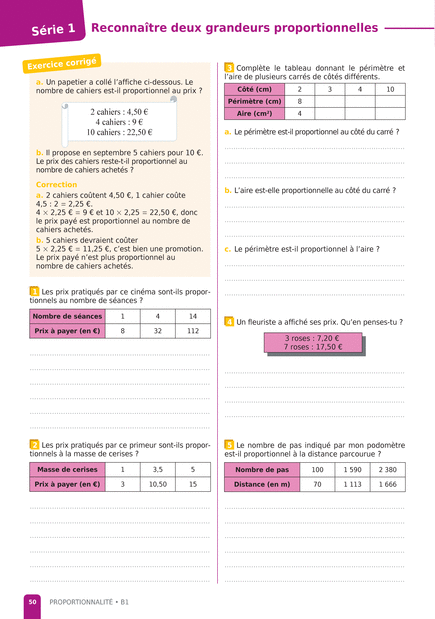 Série 1
Reconnaître deux grandeurs proportionnelles
Exercice corrigé
a. Un papetier a collé l'affiche ci-dessous. Le
nombre de cahiers est-il proportionnel au prix ?
2 cahiers : 4,50 €
4 cahiers : 9 €
10 cahiers : 22,50 €
b. Il propose en septembre 5 cahiers pour 10 €.
Le prix des cahiers reste-t-il proportionnel au
nombre de cahiers achetés ?
Correction
a. 2 cahiers coûtent 4,50 €, 1 cahier coûte
4,5 : 2 = 2,25 €.
4 × 2,25 € = 9 € et 10 × 2,25 = 22,50 €, donc
le prix payé est proportionnel au nombre de
cahiers achetés.
b. 5 cahiers devraient coûter
5 × 2,25 € = 11,25 €, c'est bien une promotion.
Le prix payé n'est plus proportionnel au
nombre de cahiers achetés.
1 Les prix pratiqués par ce cinéma sont-ils propor-
tionnels au nombre de séances ?
Nombre de séances 1 4 14
Prix à payer (en €) 8 32 112
2 Les prix pratiqués par ce primeur sont-ils propor-
tionnels à la masse de cerises ?
Masse de cerises 1 3,5 5
Prix à payer (en €) 3 10,50 15
3 Complète le tableau donnant le périmètre et
l'aire de plusieurs carrés de côtés différents.
Côté (cm) 2 3 4 10
Périmètre (cm) 8
Aire (cm²) 4
a. Le périmètre est-il proportionnel au côté du carré ?
b. L'aire est-elle proportionnelle au côté du carré ?
c. Le périmètre est-il proportionnel à l'aire ?
4 Un fleuriste a affiché ses prix. Qu'en penses-tu ?
3 roses : 7,20 €
7 roses : 17,50 €
5 Le nombre de pas indiqué par mon podomètre
est-il proportionnel à la distance parcourue ?
Nombre de pas 100 1 590 2 380
Distance (en m) 70 1 113 1 666
50 PROPORTIONNALITÉ • B1